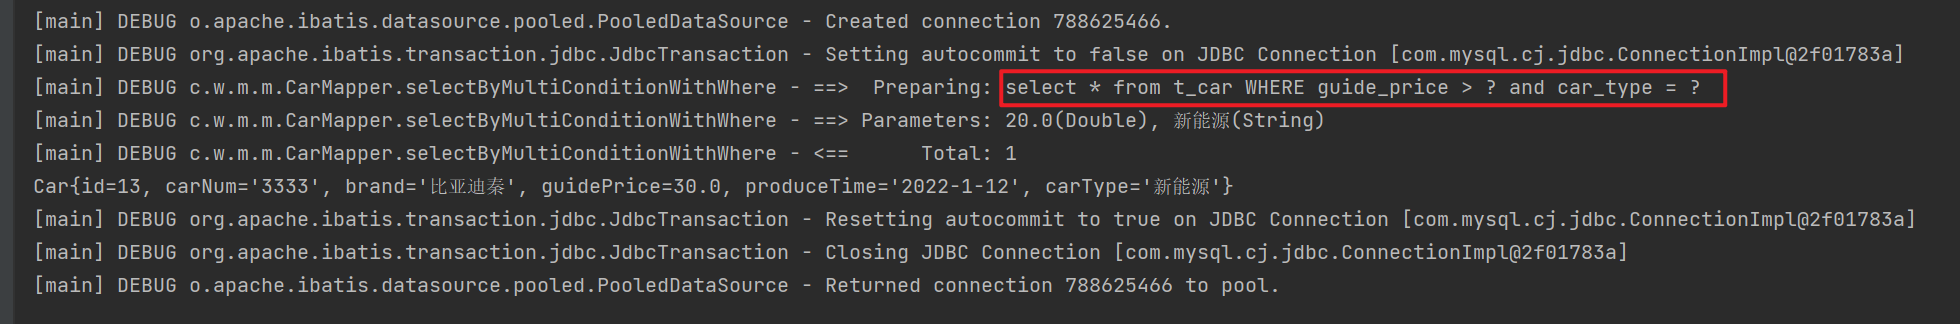 [main] DEBUG o.apache.ibatis.datasource.pooled.PooledDataSource - Created connection 788625466.
[main] DEBUG org.apache.ibatis.transaction.jdbc.JdbcTransaction - Setting autocommit to false on JDBC Connection [com.mysql.cj.jdbc.ConnectionImpl@2f01783a]
[main] DEBUG c.w.m.m.CarMapper.selectByMultiConditionWithWhere - ==>  Preparing: select * from t_car WHERE guide_price > ? and car_type = ?
[main] DEBUG c.w.m.m.CarMapper.selectByMultiConditionWithWhere - ==> Parameters: 20.0(Double), 新能源(String)
[main] DEBUG c.w.m.m.CarMapper.selectByMultiConditionWithWhere - <==      Total: 1
Car{id=13, carNum='3333', brand='比亚迪秦', guidePrice=30.0, produceTime='2022-1-12', carType='新能源'}
[main] DEBUG org.apache.ibatis.transaction.jdbc.JdbcTransaction - Resetting autocommit to true on JDBC Connection [com.mysql.cj.jdbc.ConnectionImpl@2f01783a]
[main] DEBUG org.apache.ibatis.transaction.jdbc.JdbcTransaction - Closing JDBC Connection [com.mysql.cj.jdbc.ConnectionImpl@2f01783a]
[main] DEBUG o.apache.ibatis.datasource.pooled.PooledDataSource - Returned connection 788625466 to pool.